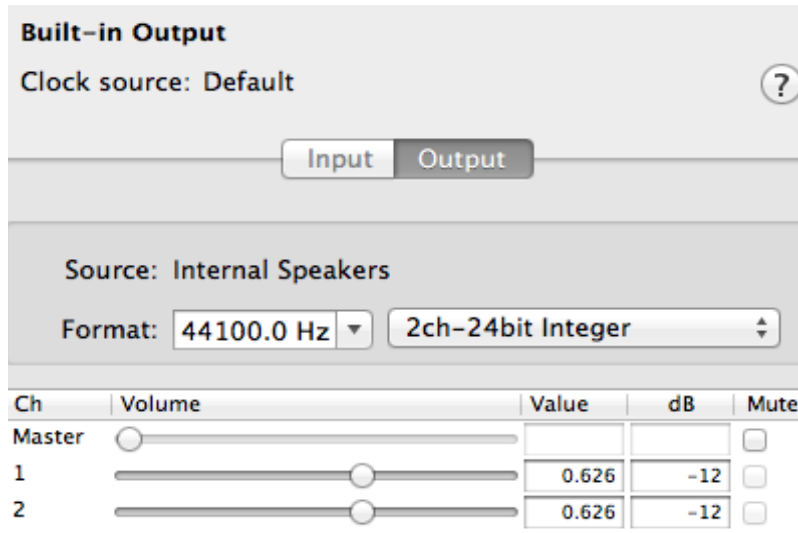 Built-in Output
Clock source: Default
?
Input Output
Source: Internal Speakers
Format: 44100.0 Hz 2ch-24bit Integer
Ch Volume Value dB Mute
Master
1 0.626 -12
2 0.626 -12